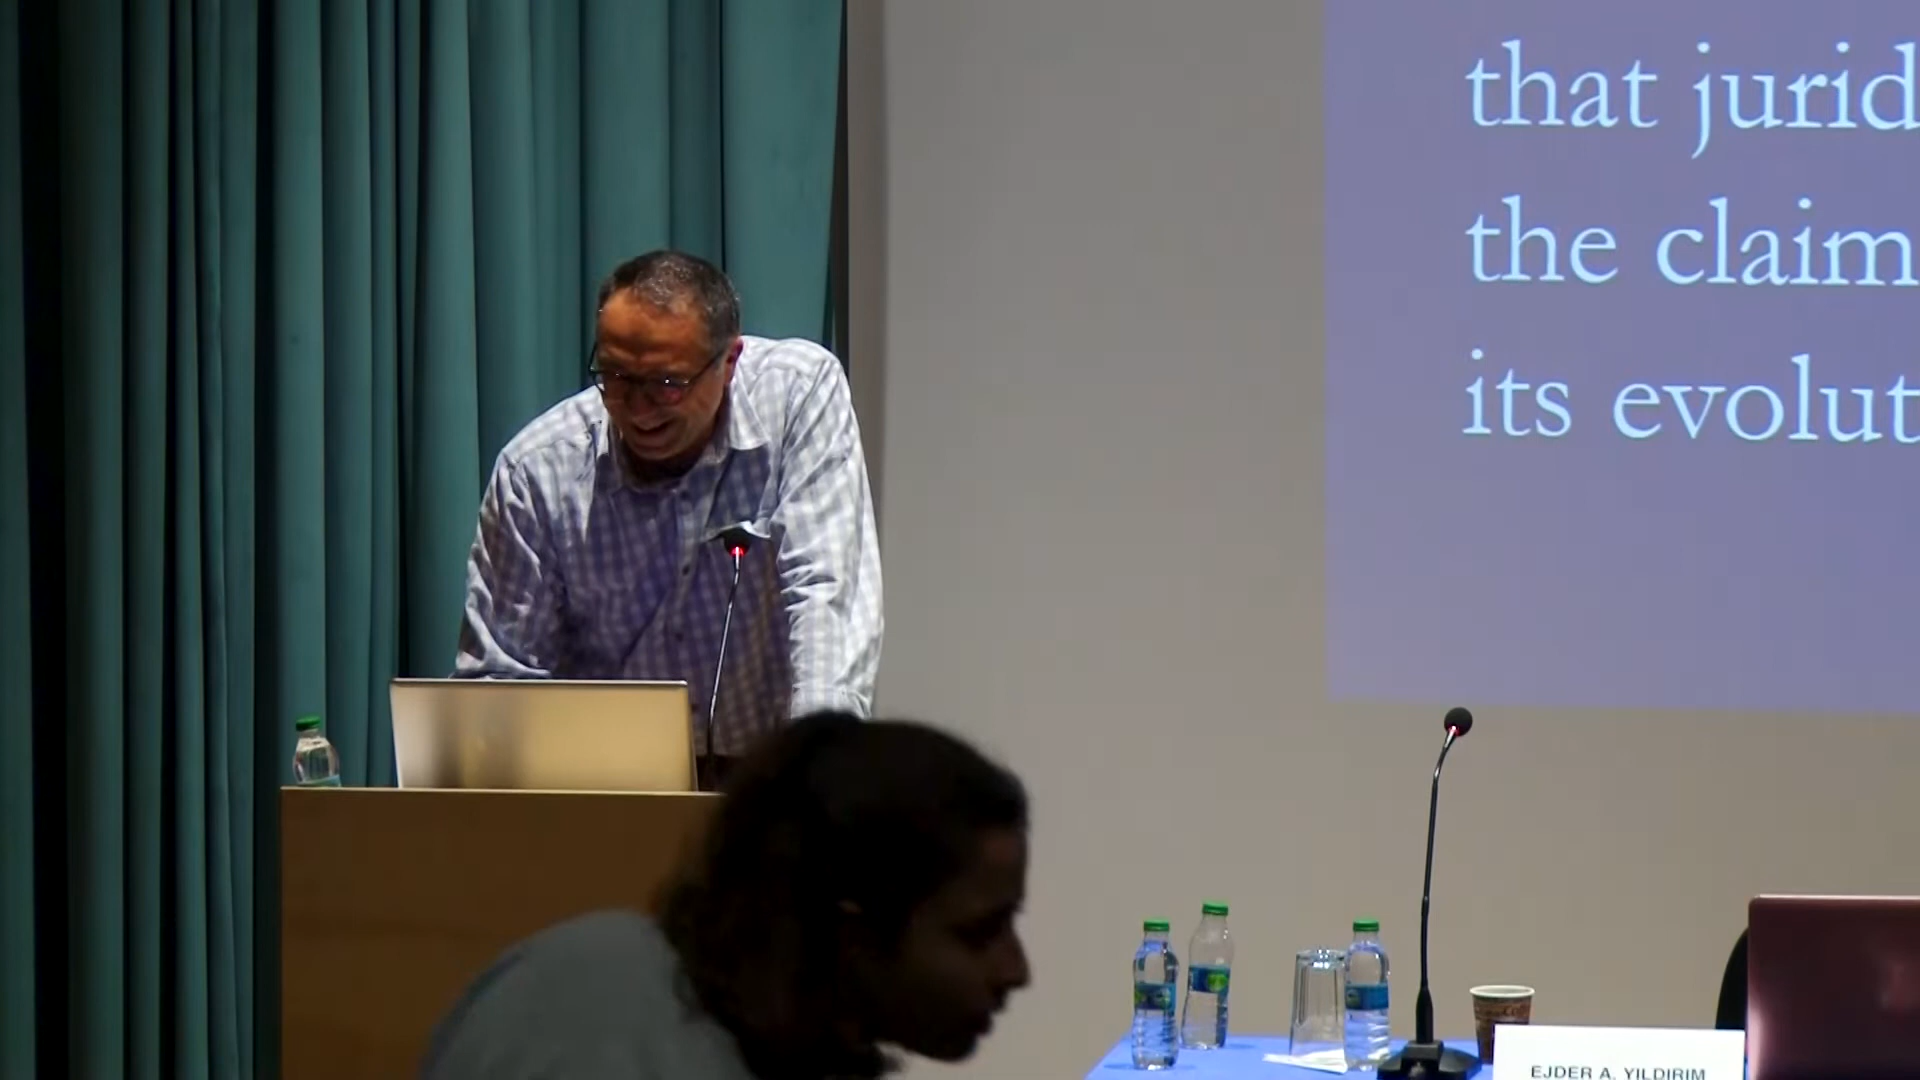 that jurid
the claim
its evolut
EJDER A. YILDIRIM